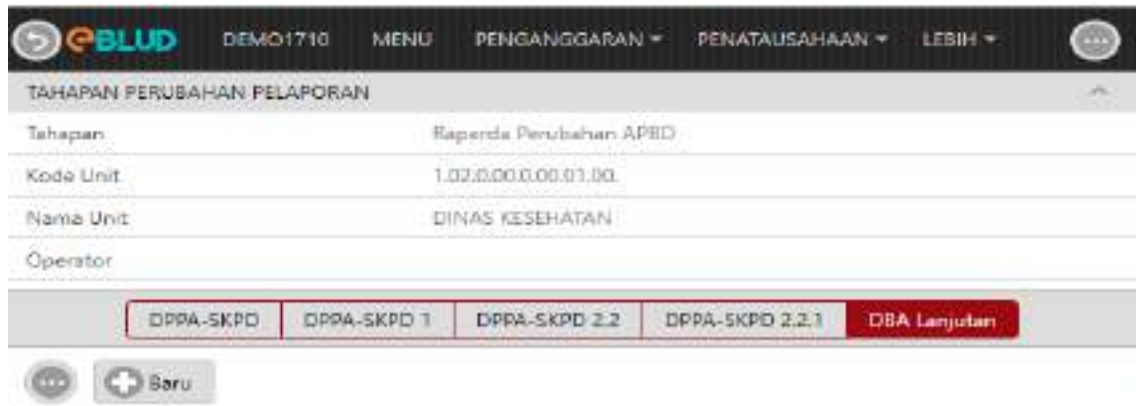 eBLUD DEMO1710 MENU PENGANGGARAN PENATAUSAHAAN LEBIH
TAHAPAN PERUBAHAN PELAPORAN
Tahapan Raperda Perubahan APBD
Kode Unit 1.02.0.00.0.00.01.00.
Nama Unit DINAS KESEHATAN
Operator
DPPA-SKPD DPPA-SKPD 1 DPPA-SKPD 2.2 DPPA-SKPD 2.2.1 DBA Lanjutan
Baru